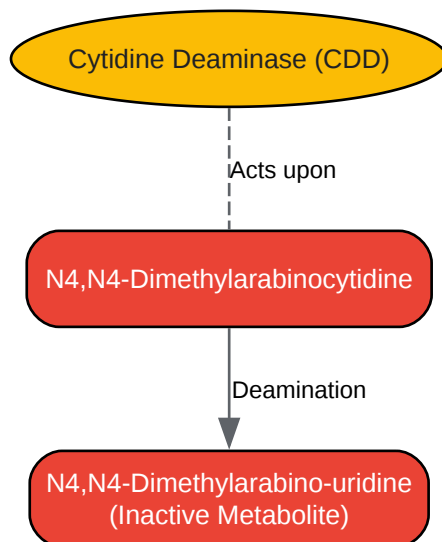 Cytidine Deaminase (CDD)
Acts upon
N4,N4-Dimethylarabinocytidine
Deamination
N4,N4-Dimethylarabino-uridine
(Inactive Metabolite)